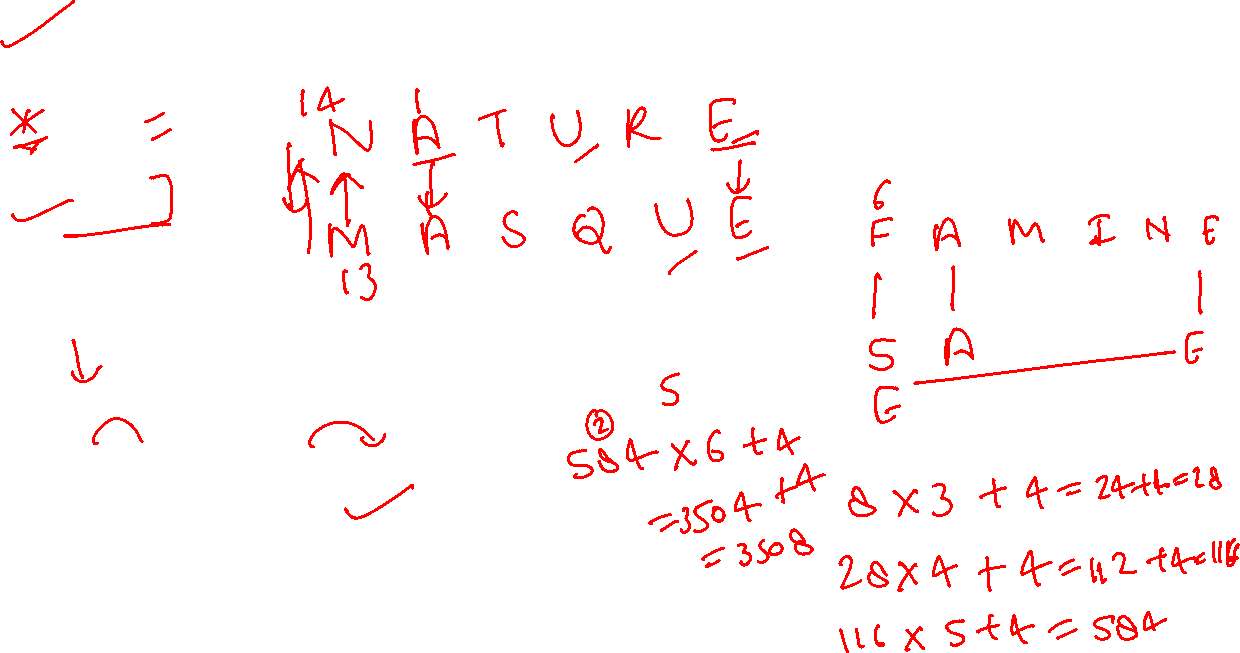 14 1
* = N A T U R E
M A S Q U E
13
6
F A M I N E
S A E
E
S
2
584 × 6 + 4
= 3504 + 4
= 3508
8 × 3 + 4 = 24 + 4 = 28
28 × 4 + 4 = 112 + 4 = 116
116 × 5 + 4 = 584